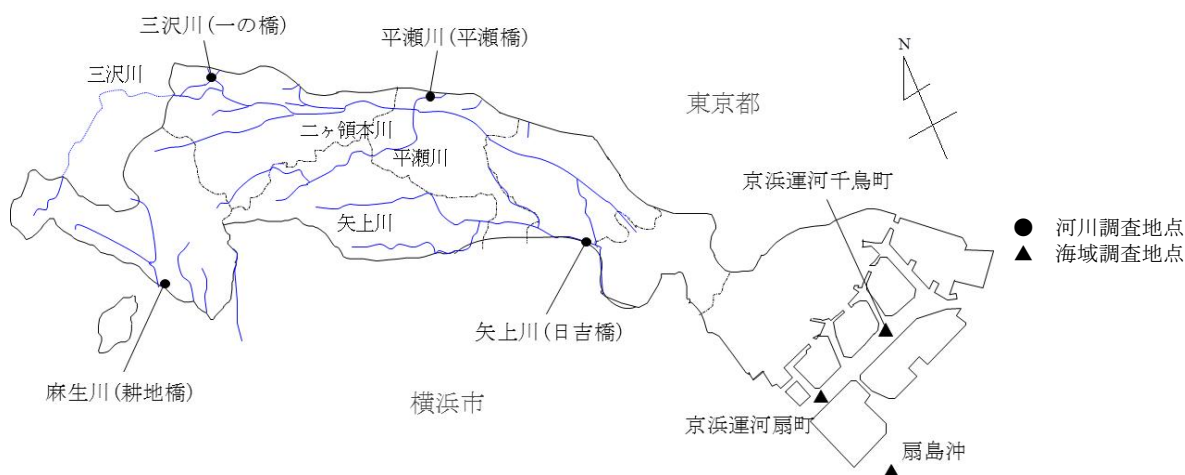 三沢川(一の橋)
平瀬川(平瀬橋)
三沢川
N
東京都
二ヶ領本川
平瀬川
京浜運河千鳥町
矢上川
● 河川調査地点
▲ 海域調査地点
矢上川(日吉橋)
麻生川(耕地橋)
横浜市
京浜運河扇町
扇島沖